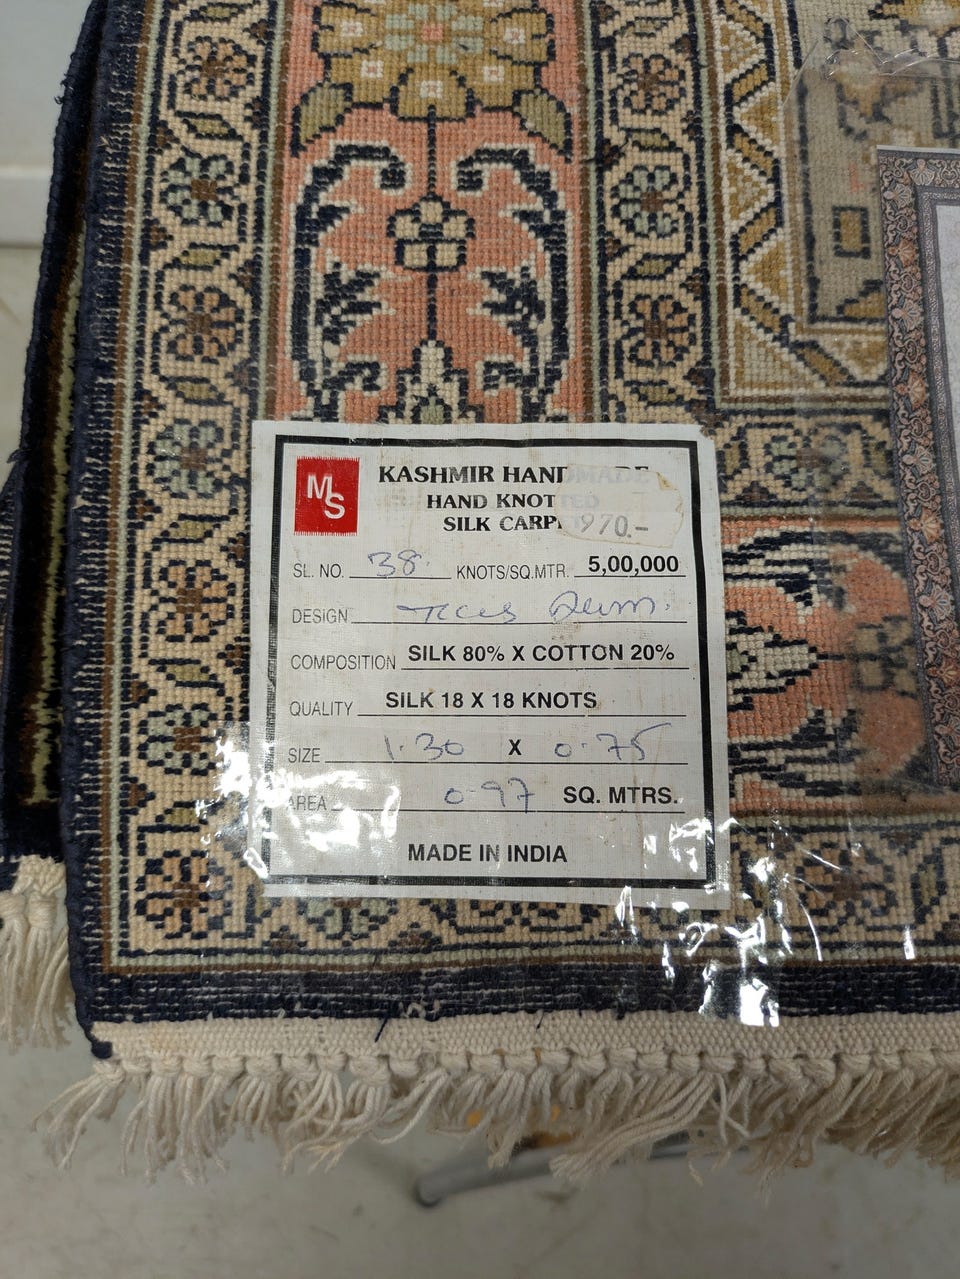 MS
KASHMIR HANDMADE
HAND KNOTTED
SILK CARP
970.-
SL. NO. 38. KNOTS/SQ.MTR. 5,00,000
DESIGN
COMPOSITION SILK 80% X COTTON 20%
QUALITY SILK 18 X 18 KNOTS
SIZE 1.30 X 0.75
AREA 0-97 SQ. MTRS.
MADE IN INDIA